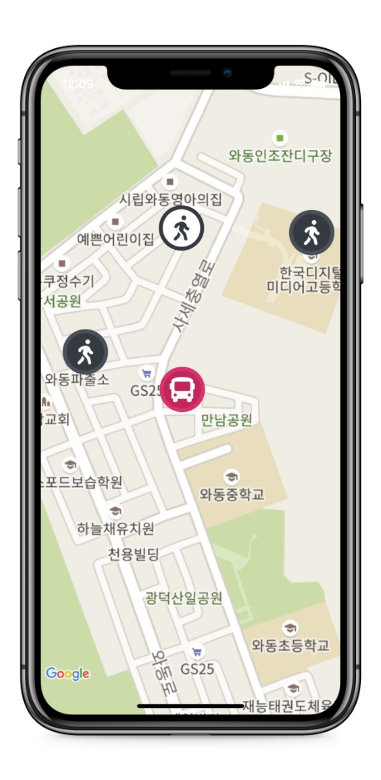 12:09
S-OIL
와동인조잔디구장
시립와동영아의집
예쁜어린이집
쿠정수기
서공원
한국디지털
미디어고등학
사세충열로
와동파출소
GS25
만남공원
교회
스포드보습학원
와동중학교
하늘채유치원
천용빌딩
광덕산일공원
와동초등학교
와동로
GS25
Google
재능태권도체육